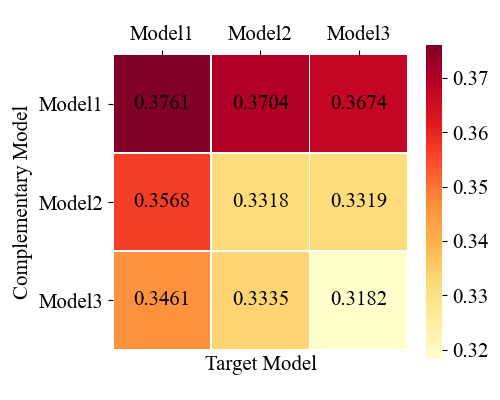 Model1 Model2 Model3
Complementary Model
Model1 0.3761 0.3704 0.3674
Model2 0.3568 0.3318 0.3319
Model3 0.3461 0.3335 0.3182
Target Model
0.37
0.36
0.35
0.34
0.33
0.32